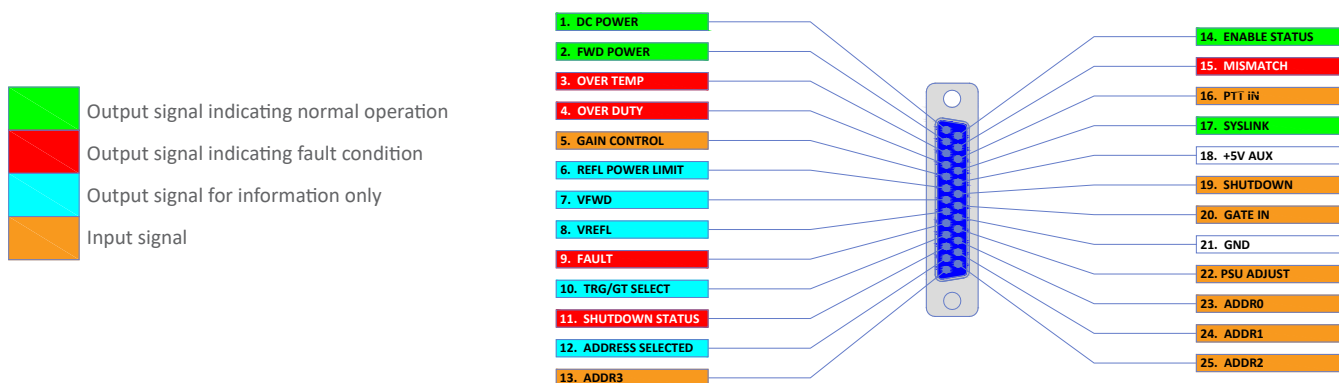 Output signal indicating normal operation
Output signal indicating fault condition
Output signal for information only
Input signal
1. DC POWER
2. FWD POWER
3. OVER TEMP
4. OVER DUTY
5. GAIN CONTROL
6. REFL POWER LIMIT
7. VFWD
8. VREFL
9. FAULT
10. TRG/GT SELECT
11. SHUTDOWN STATUS
12. ADDRESS SELECTED
13. ADDR3
14. ENABLE STATUS
15. MISMATCH
16. PTT iN
17. SYSLINK
18. +5V AUX
19. SHUTDOWN
20. GATE IN
21. GND
22. PSU ADJUST
23. ADDR0
24. ADDR1
25. ADDR2